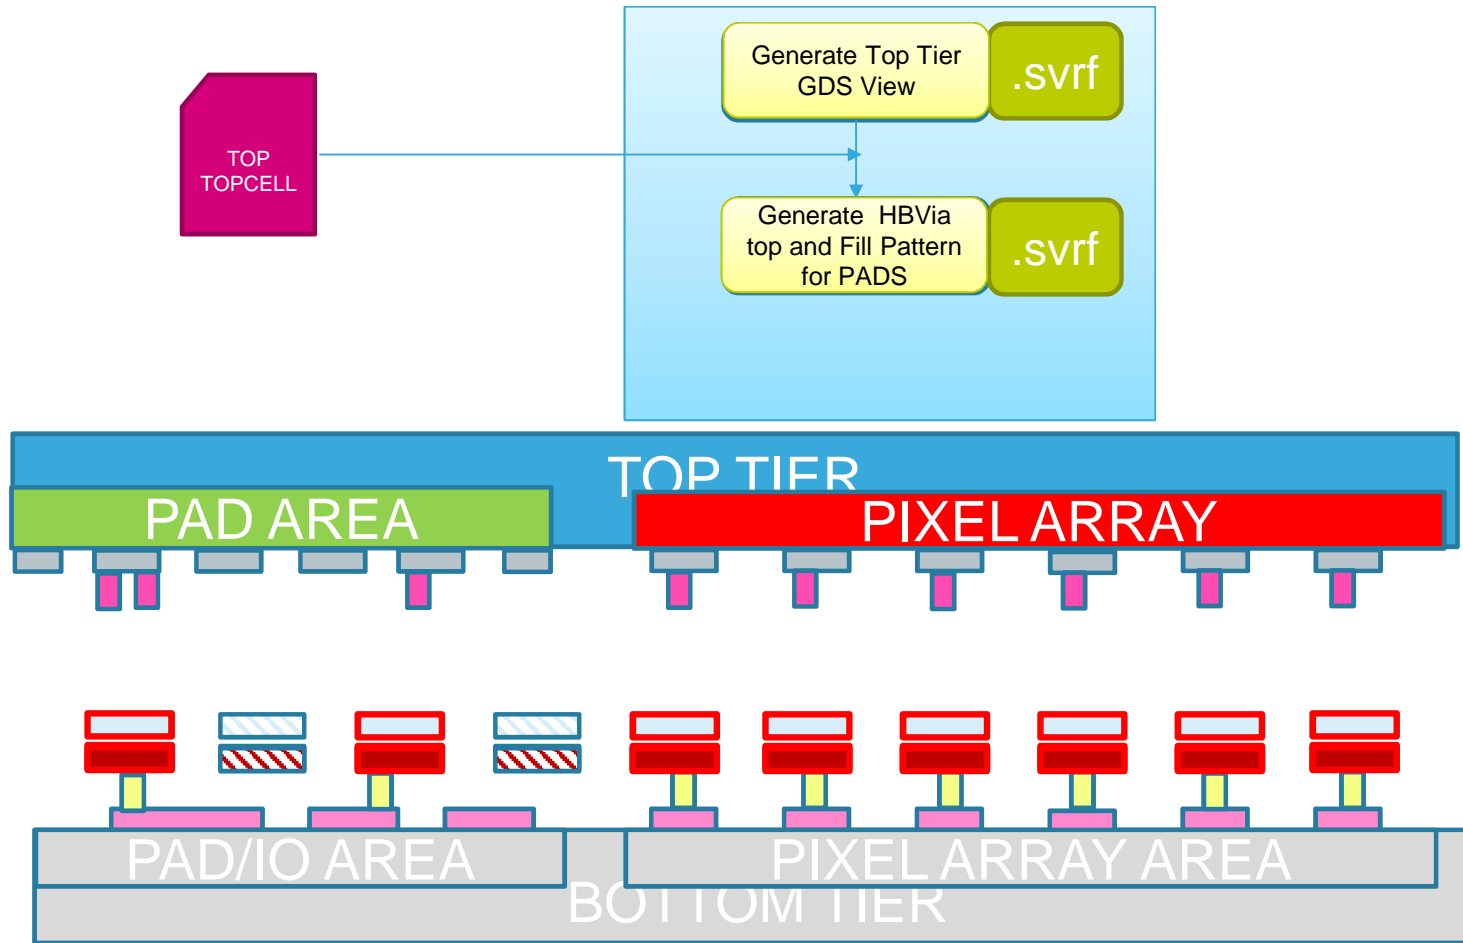 Generate Top Tier
GDS View
.svrf
TOP
TOPCELL
Generate HBVia
top and Fill Pattern
for PADS
.svrf
TOP TIER
PAD AREA
PIXEL ARRAY
PAD/IO AREA
PIXEL ARRAY AREA
BOTTOM TIER